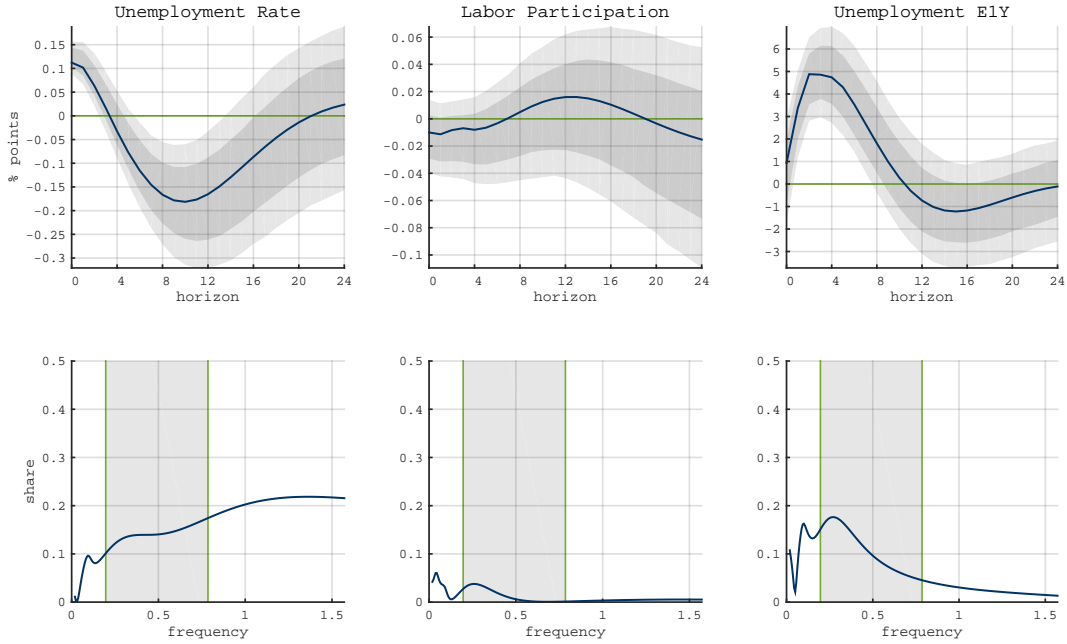 Unemployment Rate
Labor Participation
Unemployment E1Y
% points
0.15
0.1
0.05
0
-0.05
-0.1
-0.15
-0.2
-0.25
-0.3
0 4 8 12 16 20 24
horizon
0.06
0.04
0.02
0
-0.02
-0.04
-0.06
-0.08
-0.1
0 4 8 12 16 20 24
horizon
6
5
4
3
2
1
0
-1
-2
-3
0 4 8 12 16 20 24
horizon
share
0.5
0.4
0.3
0.2
0.1
0
0 0.5 1 1.5
frequency
0.5
0.4
0.3
0.2
0.1
0
0 0.5 1 1.5
frequency
0.5
0.4
0.3
0.2
0.1
0
0 0.5 1 1.5
frequency